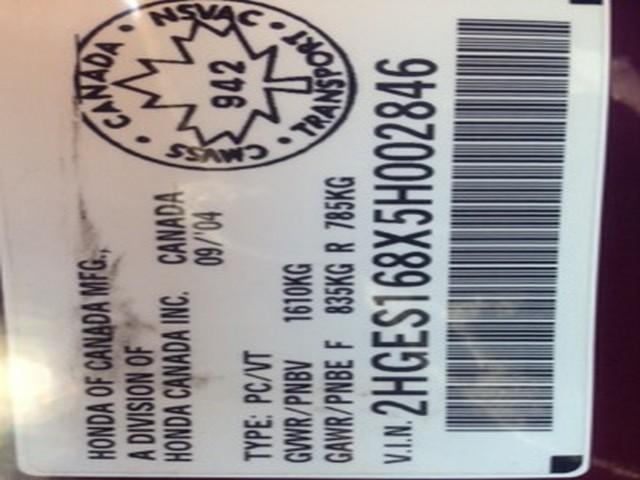 HONDA OF CANADA MFG.,
A DIVISION OF
HONDA CANADA INC. CANADA
09/'04
TYPE: PC/VT
GVWR/PNBV 1610KG
GAWR/PNBE F 835KG R 785KG
V.I.N. 2HGES168X5H002846
CANADA • NSVAC • TRANSPORT • CMVSS •
942